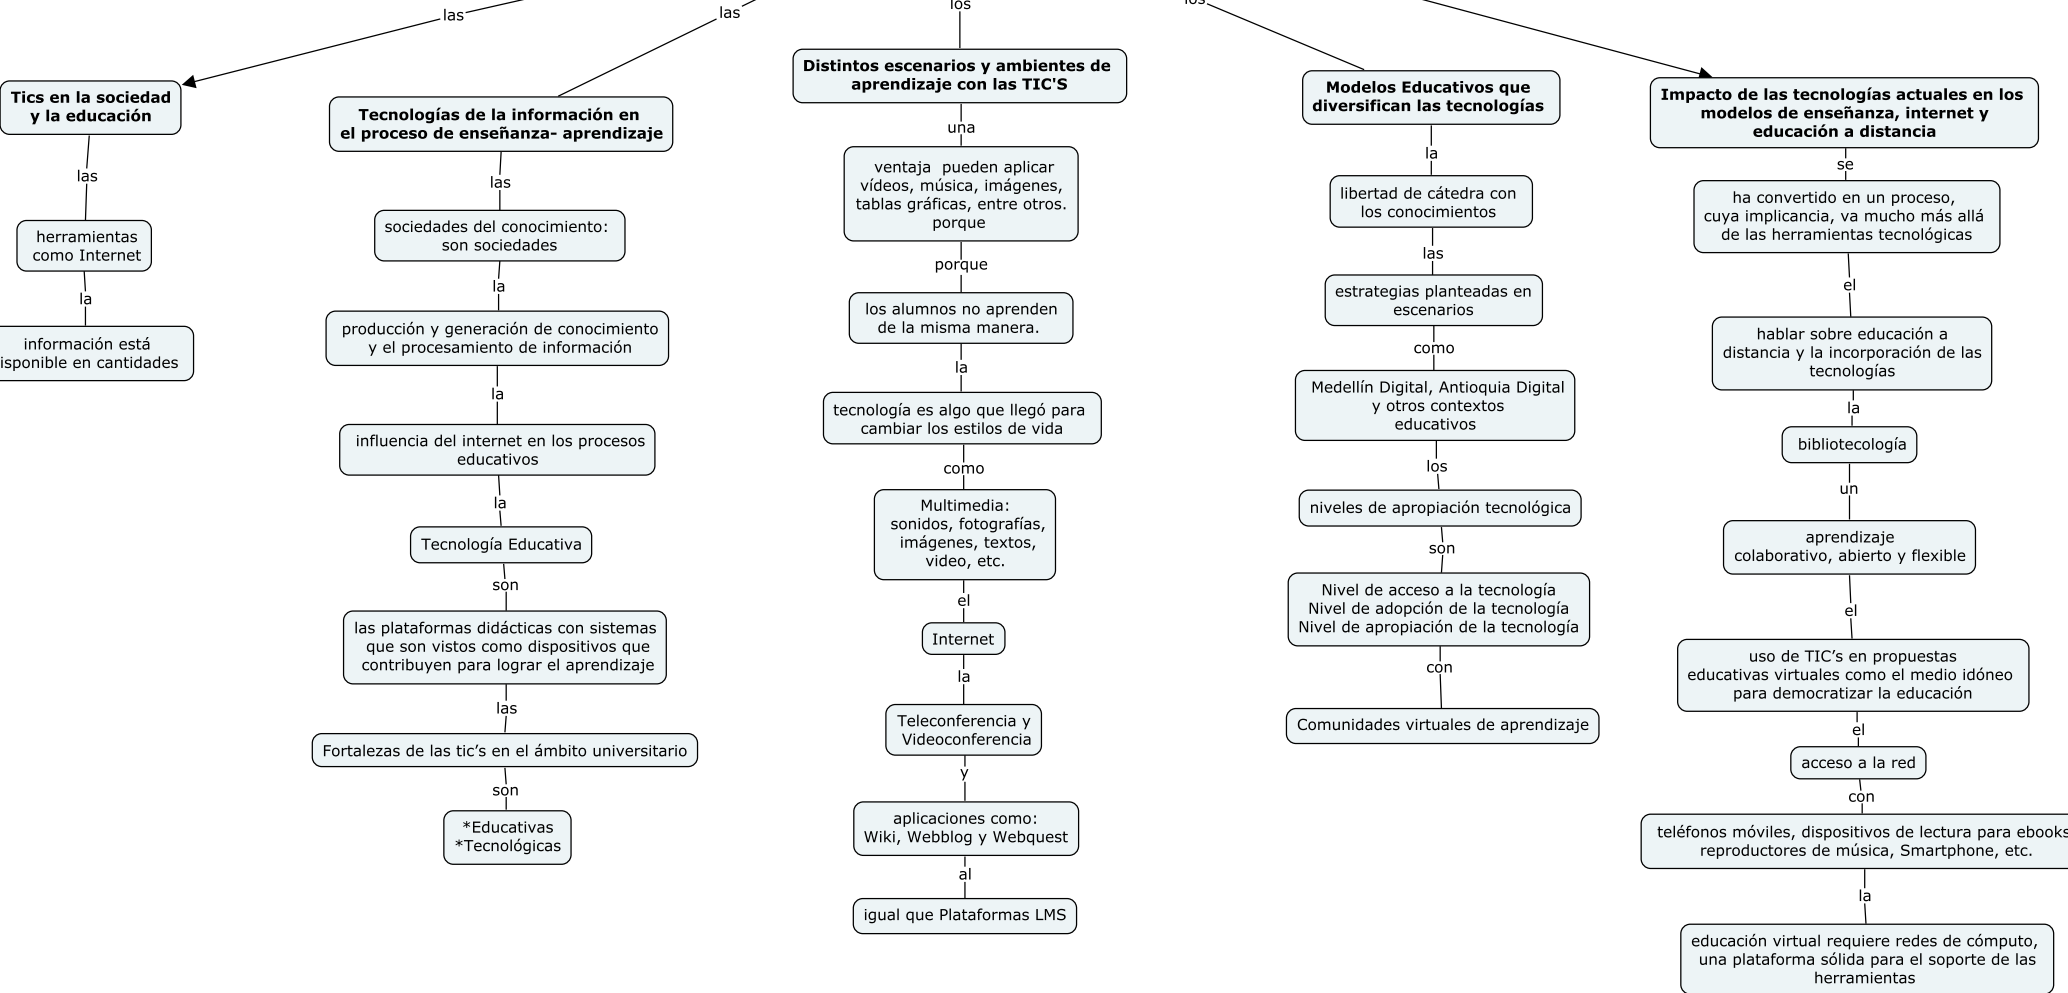 las
las
los
los
Tics en la sociedad
y la educación
las
herramientas
como Internet
la
información está
isponible en cantidades
Tecnologías de la información en
el proceso de enseñanza- aprendizaje
las
sociedades del conocimiento:
son sociedades
la
producción y generación de conocimiento
y el procesamiento de información
la
influencia del internet en los procesos
educativos
la
Tecnología Educativa
son
las plataformas didácticas con sistemas
que son vistos como dispositivos que
contribuyen para lograr el aprendizaje
las
Fortalezas de las tic’s en el ámbito universitario
son
*Educativas
*Tecnológicas
Distintos escenarios y ambientes de
aprendizaje con las TIC'S
una
ventaja pueden aplicar
vídeos, música, imágenes,
tablas gráficas, entre otros.
porque
porque
los alumnos no aprenden
de la misma manera.
la
tecnología es algo que llegó para
cambiar los estilos de vida
como
Multimedia:
sonidos, fotografías,
imágenes, textos,
video, etc.
el
Internet
la
Teleconferencia y
Videoconferencia
y
aplicaciones como:
Wiki, Webblog y Webquest
al
igual que Plataformas LMS
Modelos Educativos que
diversifican las tecnologías
la
libertad de cátedra con
los conocimientos
las
estrategias planteadas en
escenarios
como
Medellín Digital, Antioquia Digital
y otros contextos
educativos
los
niveles de apropiación tecnológica
son
Nivel de acceso a la tecnología
Nivel de adopción de la tecnología
Nivel de apropiación de la tecnología
con
Comunidades virtuales de aprendizaje
Impacto de las tecnologías actuales en los
modelos de enseñanza, internet y
educación a distancia
se
ha convertido en un proceso,
cuya implicancia, va mucho más allá
de las herramientas tecnológicas
el
hablar sobre educación a
distancia y la incorporación de las
tecnologías
la
bibliotecología
un
aprendizaje
colaborativo, abierto y flexible
el
uso de TIC’s en propuestas
educativas virtuales como el medio idóneo
para democratizar la educación
el
acceso a la red
con
teléfonos móviles, dispositivos de lectura para ebooks
reproductores de música, Smartphone, etc.
la
educación virtual requiere redes de cómputo,
una plataforma sólida para el soporte de las
herramientas